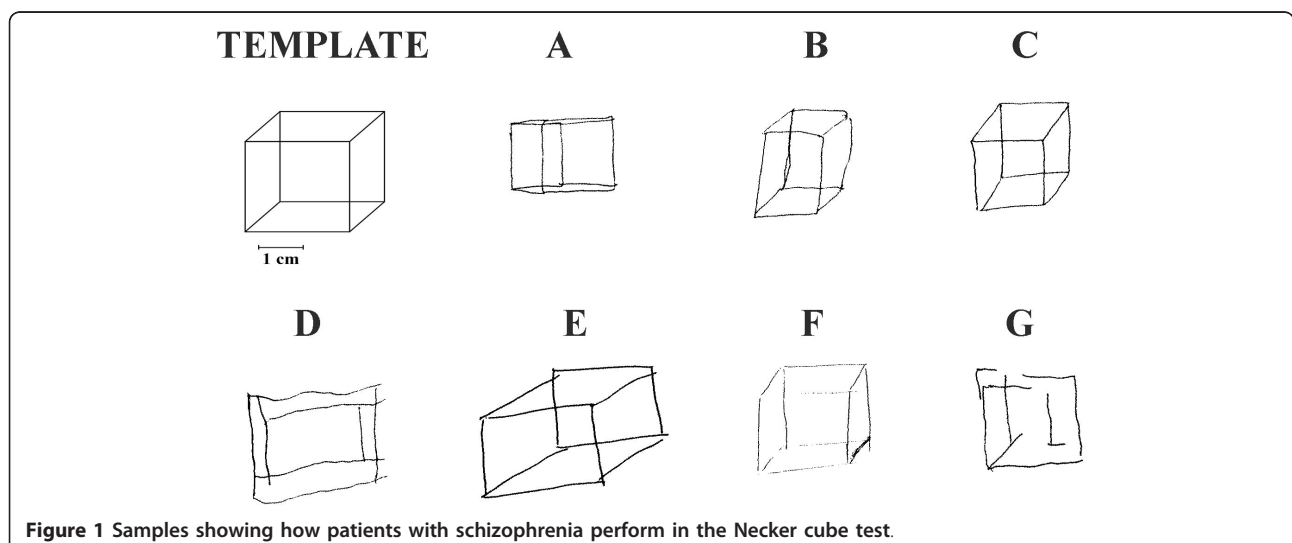 TEMPLATE A B C
1 cm
D E F G
Figure 1 Samples showing how patients with schizophrenia perform in the Necker cube test.